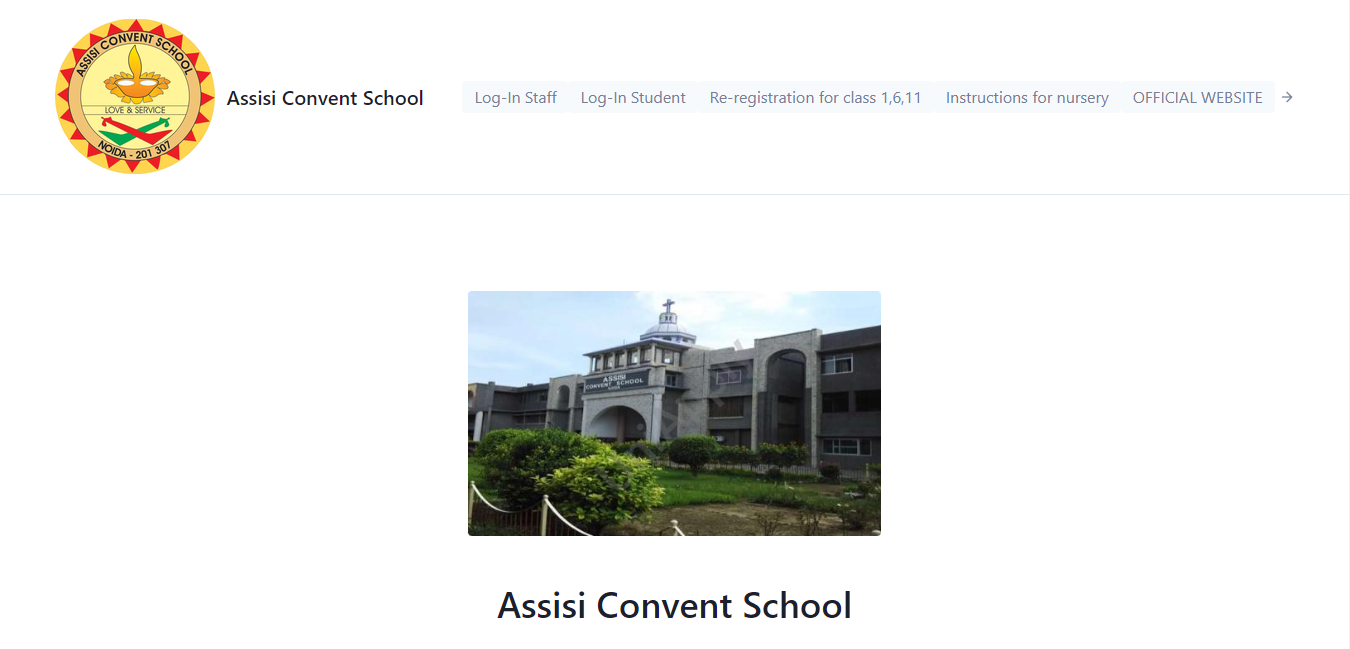 ASSISI CONVENT SCHOOL
LOVE & SERVICE
NOIDA - 201 307
Assisi Convent School
Log-In Staff
Log-In Student
Re-registration for class 1,6,11
Instructions for nursery
OFFICIAL WEBSITE →
ASSISI
CONVENT SCHOOL
Assisi Convent School